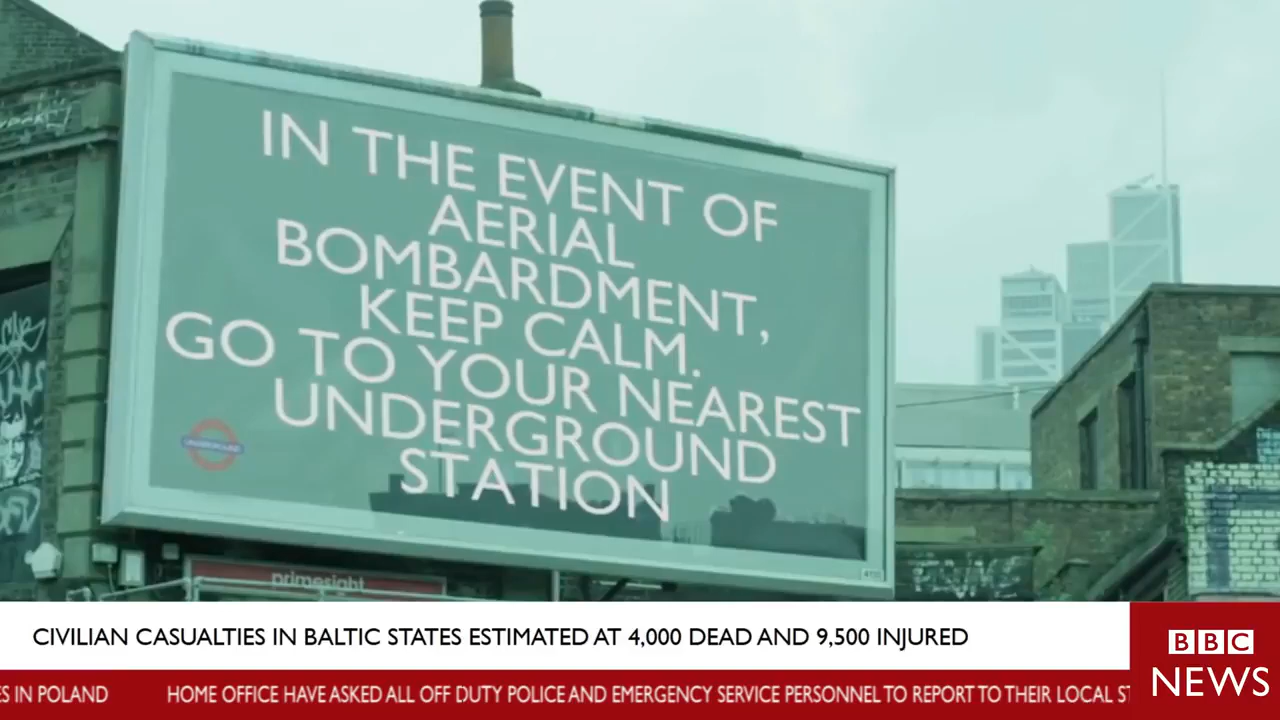 IN THE EVENT OF
AERIAL
BOMBARDMENT,
KEEP CALM.
GO TO YOUR NEAREST
UNDERGROUND
STATION
UNDERGROUND
primesight
CIVILIAN CASUALTIES IN BALTIC STATES ESTIMATED AT 4,000 DEAD AND 9,500 INJURED
BBC
NEWS
ES IN POLAND HOME OFFICE HAVE ASKED ALL OFF DUTY POLICE AND EMERGENCY SERVICE PERSONNEL TO REPORT TO THEIR LOCAL ST